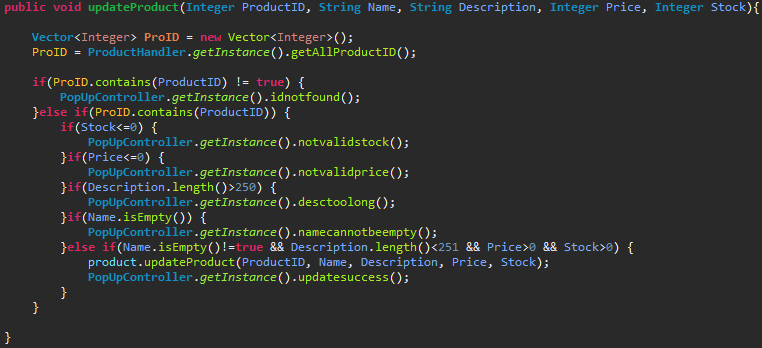 public void updateProduct(Integer ProductID, String Name, String Description, Integer Price, Integer Stock){
Vector<Integer> ProID = new Vector<Integer>();
ProID = ProductHandler.getInstance().getAllProductID();
if(ProID.contains(ProductID) != true) {
PopUpController.getInstance().idnotfound();
}else if(ProID.contains(ProductID)) {
if(Stock<=0) {
PopUpController.getInstance().notvalidstock();
}if(Price<=0) {
PopUpController.getInstance().notvalidprice();
}if(Description.length()>250) {
PopUpController.getInstance().desctoolong();
}if(Name.isEmpty()) {
PopUpController.getInstance().namecannotbeempty();
}else if(Name.isEmpty()!=true && Description.length()<251 && Price>0 && Stock>0) {
product.updateProduct(ProductID, Name, Description, Price, Stock);
PopUpController.getInstance().updatesuccess();
}
}
}